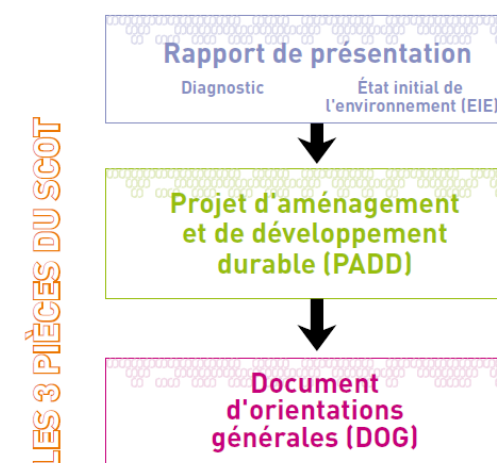 LES 3 PIÈCES DU SCOT
Rapport de présentation
Diagnostic
État initial de
l'environnement (EIE)
Projet d'aménagement
et de développement
durable (PADD)
Document
d'orientations
générales (DOG)